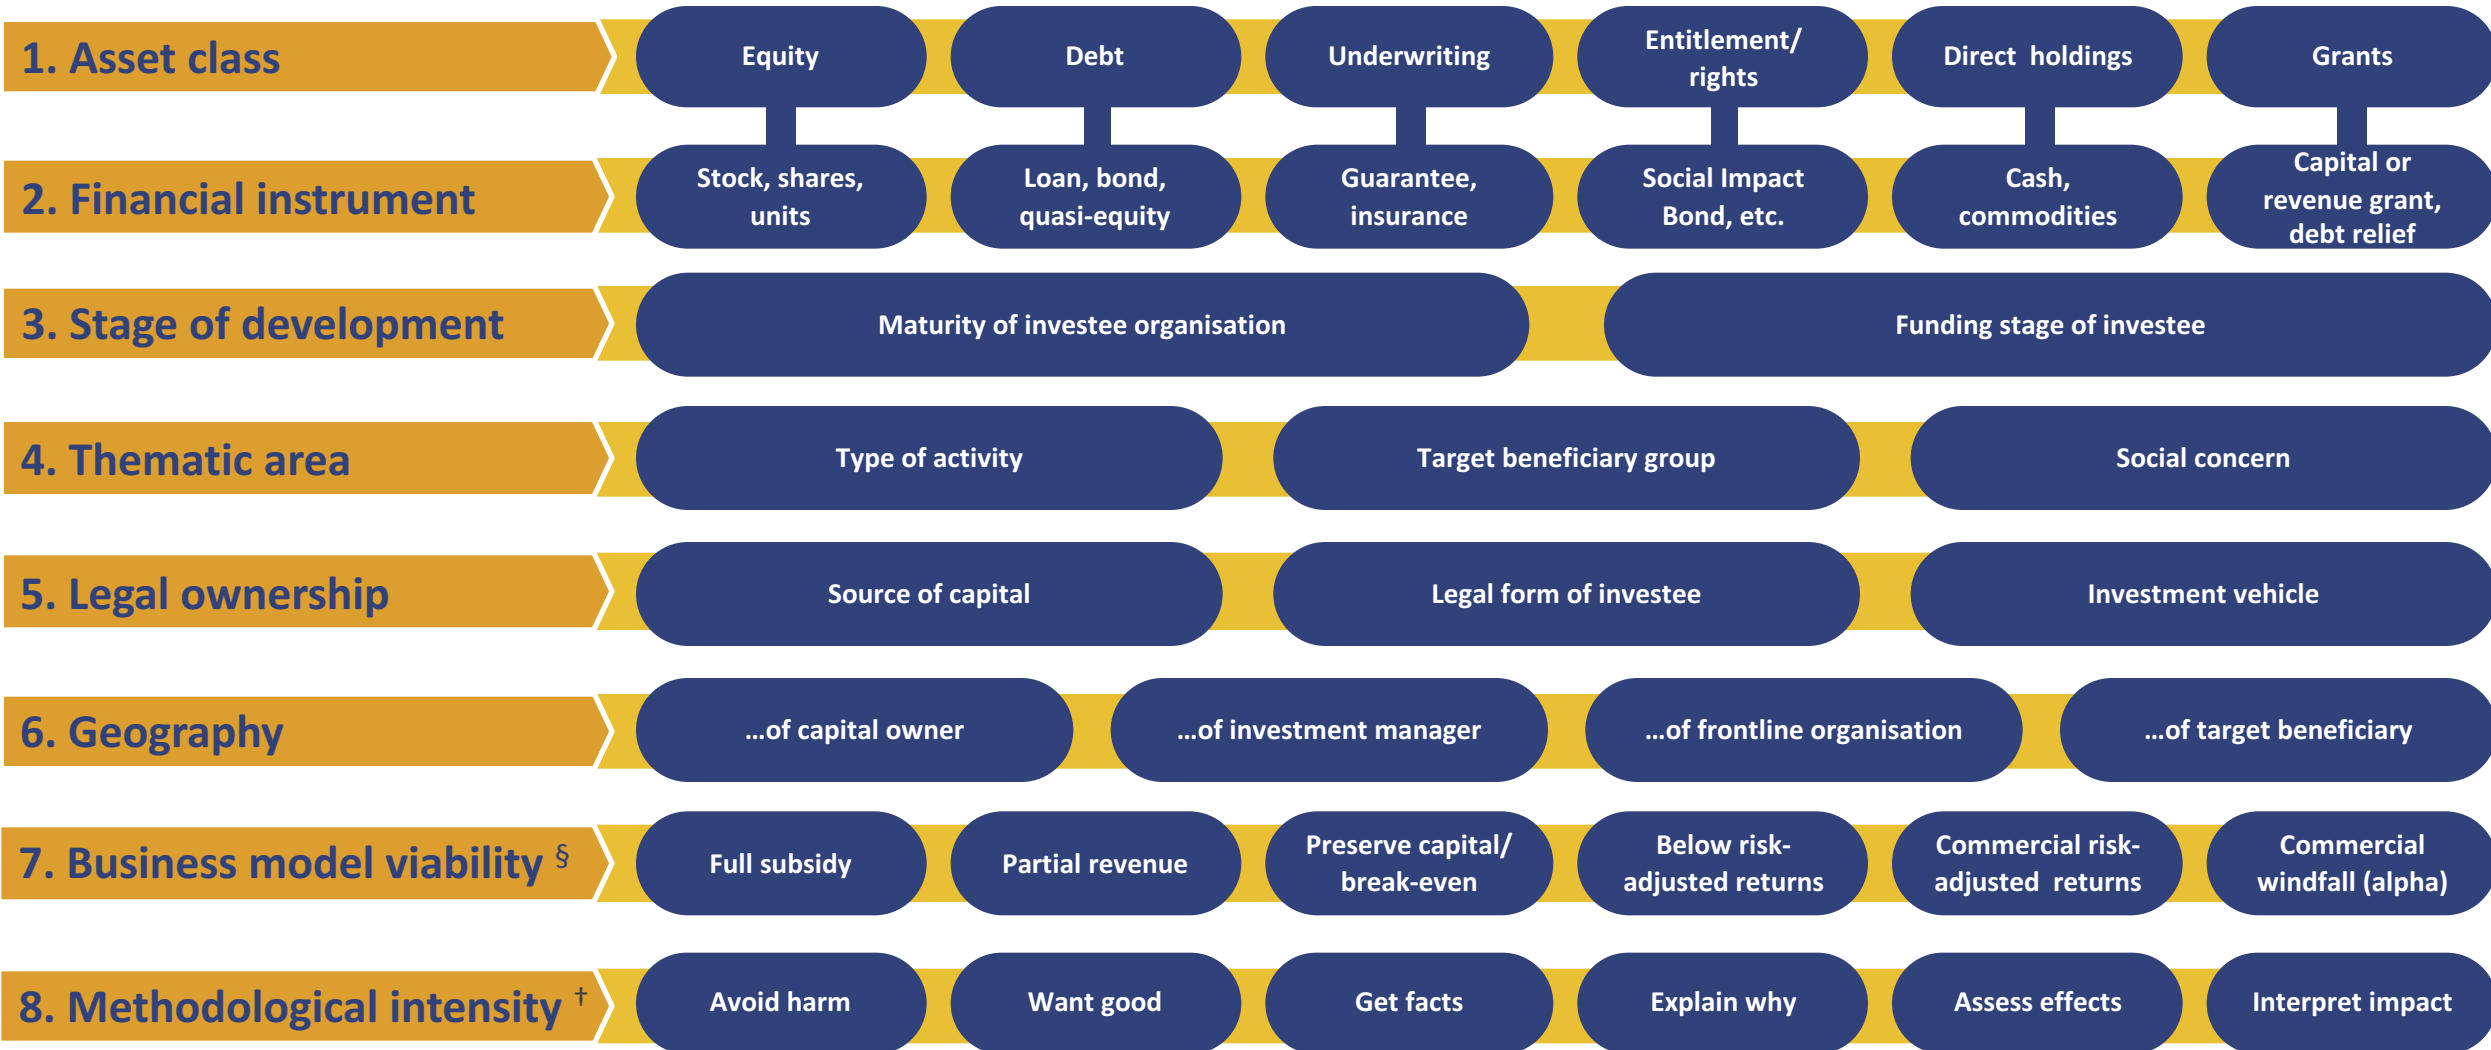 1. Asset class
Equity
Debt
Underwriting
Entitlement/
rights
Direct holdings
Grants
2. Financial instrument
Stock, shares,
units
Loan, bond,
quasi-equity
Guarantee,
insurance
Social Impact
Bond, etc.
Cash,
commodities
Capital or
revenue grant,
debt relief
3. Stage of development
Maturity of investee organisation
Funding stage of investee
4. Thematic area
Type of activity
Target beneficiary group
Social concern
5. Legal ownership
Source of capital
Legal form of investee
Investment vehicle
6. Geography
...of capital owner
...of investment manager
...of frontline organisation
...of target beneficiary
7. Business model viability §
Full subsidy
Partial revenue
Preserve capital/
break-even
Below risk-
adjusted returns
Commercial risk-
adjusted returns
Commercial
windfall (alpha)
8. Methodological intensity †
Avoid harm
Want good
Get facts
Explain why
Assess effects
Interpret impact